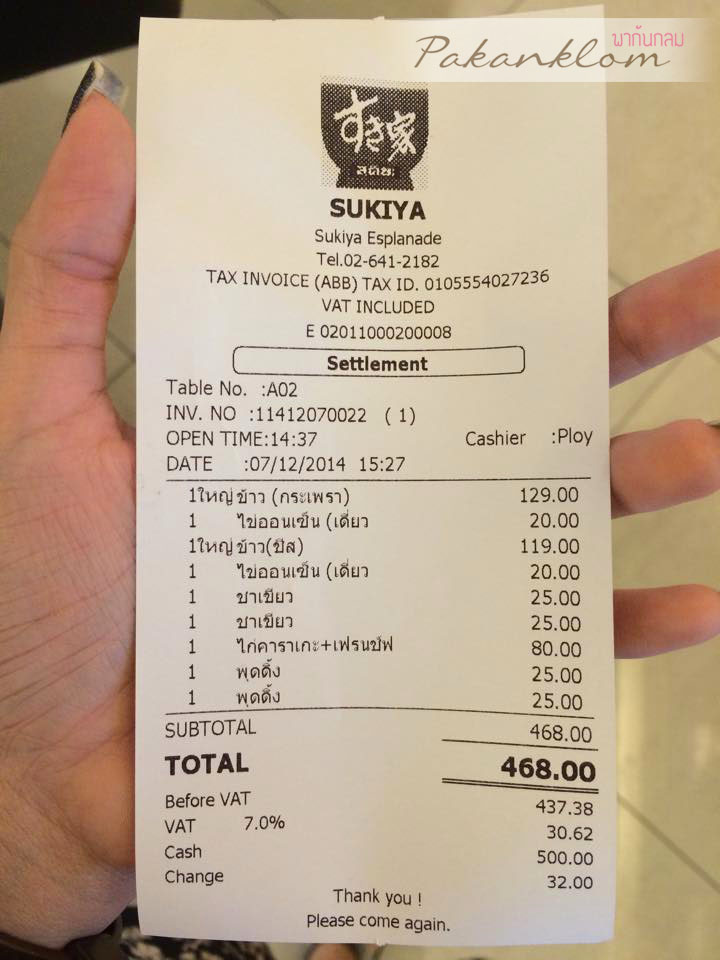 พากันกลม
Pakanklom
すき家
สุคิยะ
SUKIYA
Sukiya Esplanade
Tel.02-641-2182
TAX INVOICE (ABB) TAX ID. 0105554027236
VAT INCLUDED
E 02011000200008
Settlement
Table No. :A02
INV. NO :11412070022 ( 1)
OPEN TIME:14:37 Cashier :Ploy
DATE :07/12/2014 15:27
1ใหญ่ข้าว (กระเพรา) 129.00
1 ไข่ออนเซ็น (เดี่ยว 20.00
1ใหญ่ข้าว(ชีส) 119.00
1 ไข่ออนเซ็น (เดี่ยว 20.00
1 ชาเขียว 25.00
1 ชาเขียว 25.00
1 ไก่คาราเกะ+เฟรนช์ฟ 80.00
1 พุดดิ้ง 25.00
1 พุดดิ้ง 25.00
SUBTOTAL 468.00
TOTAL 468.00
Before VAT 437.38
VAT 7.0% 30.62
Cash 500.00
Change 32.00
Thank you !
Please come again.